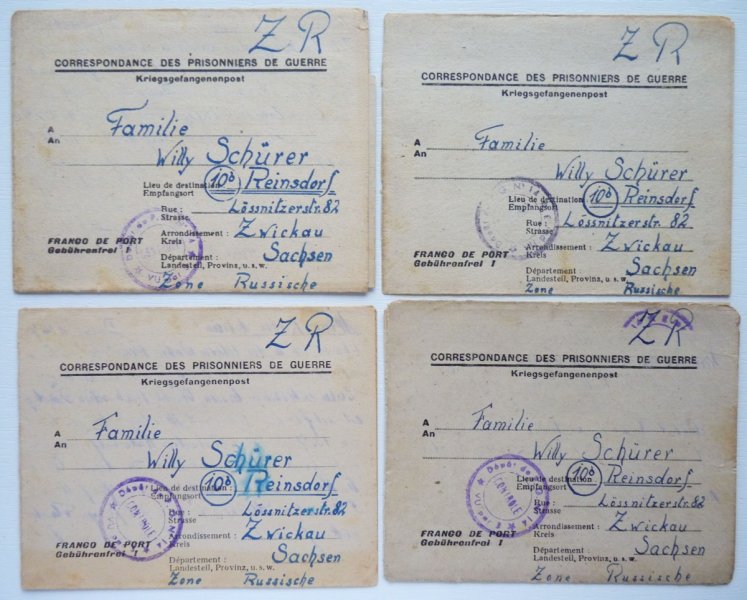 Z R
CORRESPONDANCE DES PRISONNIERS DE GUERRE
Kriegsgefangenenpost
A
An
Familie
Willy Schürer
Lieu de destination
Empfangsort
10b Reinsdorf
Rue :
Strasse
Lössnitzerstr. 82
Arrondissement :
Kreis
Zwickau
FRANCO DE PORT
Gebührenfrei !
Département :
Landesteil, Provinz, u. s. w.
Sachsen
Zone Russische
Z R
CORRESPONDANCE DES PRISONNIERS DE GUERRE
Kriegsgefangenenpost
A
An
Familie
Willy Schürer
Lieu de destination
Empfangsort
10b Reinsdorf
Rue :
Strasse
Lössnitzerstr. 82
Arrondissement :
Kreis
Zwickau
FRANCO DE PORT
Gebührenfrei !
Département :
Landesteil, Provinz, u. s. w.
Sachsen
Zone Russische
Z R
CORRESPONDANCE DES PRISONNIERS DE GUERRE
Kriegsgefangenenpost
A
An
Familie
Willy Schürer
Lieu de destination :
Empfangsort
10b Reinsdorf
Rue :
Strasse
Lössnitzerstr. 82
Arrondissement :
Kreis
Zwickau
FRANCO DE PORT
Gebührenfrei !
Département :
Landesteil, Provinz, u. s. w.
Sachsen
Zone Russische
Z R
CORRESPONDANCE DES PRISONNIERS DE GUERRE
Kriegsgefangenenpost
A
An
Familie
Willy Schürer
Lieu de destination
Empfangsort
10b Reinsdorf
Rue :
Strasse
Lössnitzerstr. 82
Arrondissement :
Kreis
Zwickau
FRANCO DE PORT
Gebührenfrei !
Département :
Landesteil, Provinz, u. s. w.
Sachsen
Zone Russische